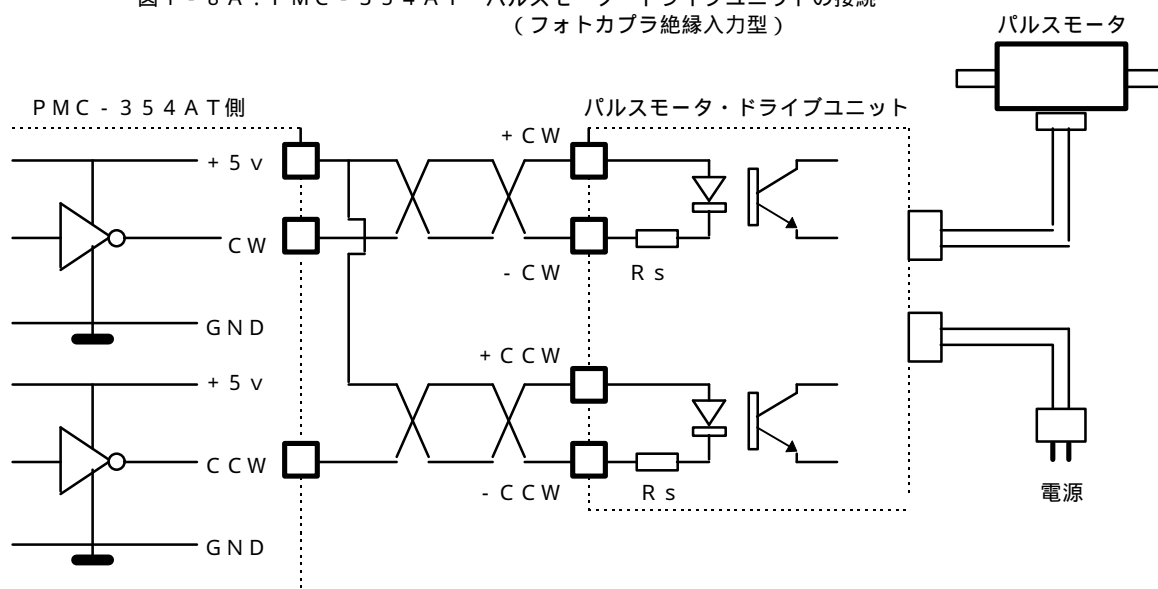 (フォトカプラ絶縁入力型)
パルスモータ
PMC-354AT側
パルスモータ・ドライブユニット
+CW
+5v
CW
-CW
Rs
GND
+CCW
+5v
CCW
-CCW
Rs
電源
GND